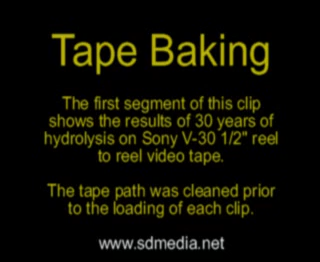 Tape Baking
The first segment of this clip
shows the results of 30 years of
hydrolysis on Sony V-30 1/2" reel
to reel video tape.
The tape path was cleaned prior
to the loading of each clip.
www.sdmedia.net